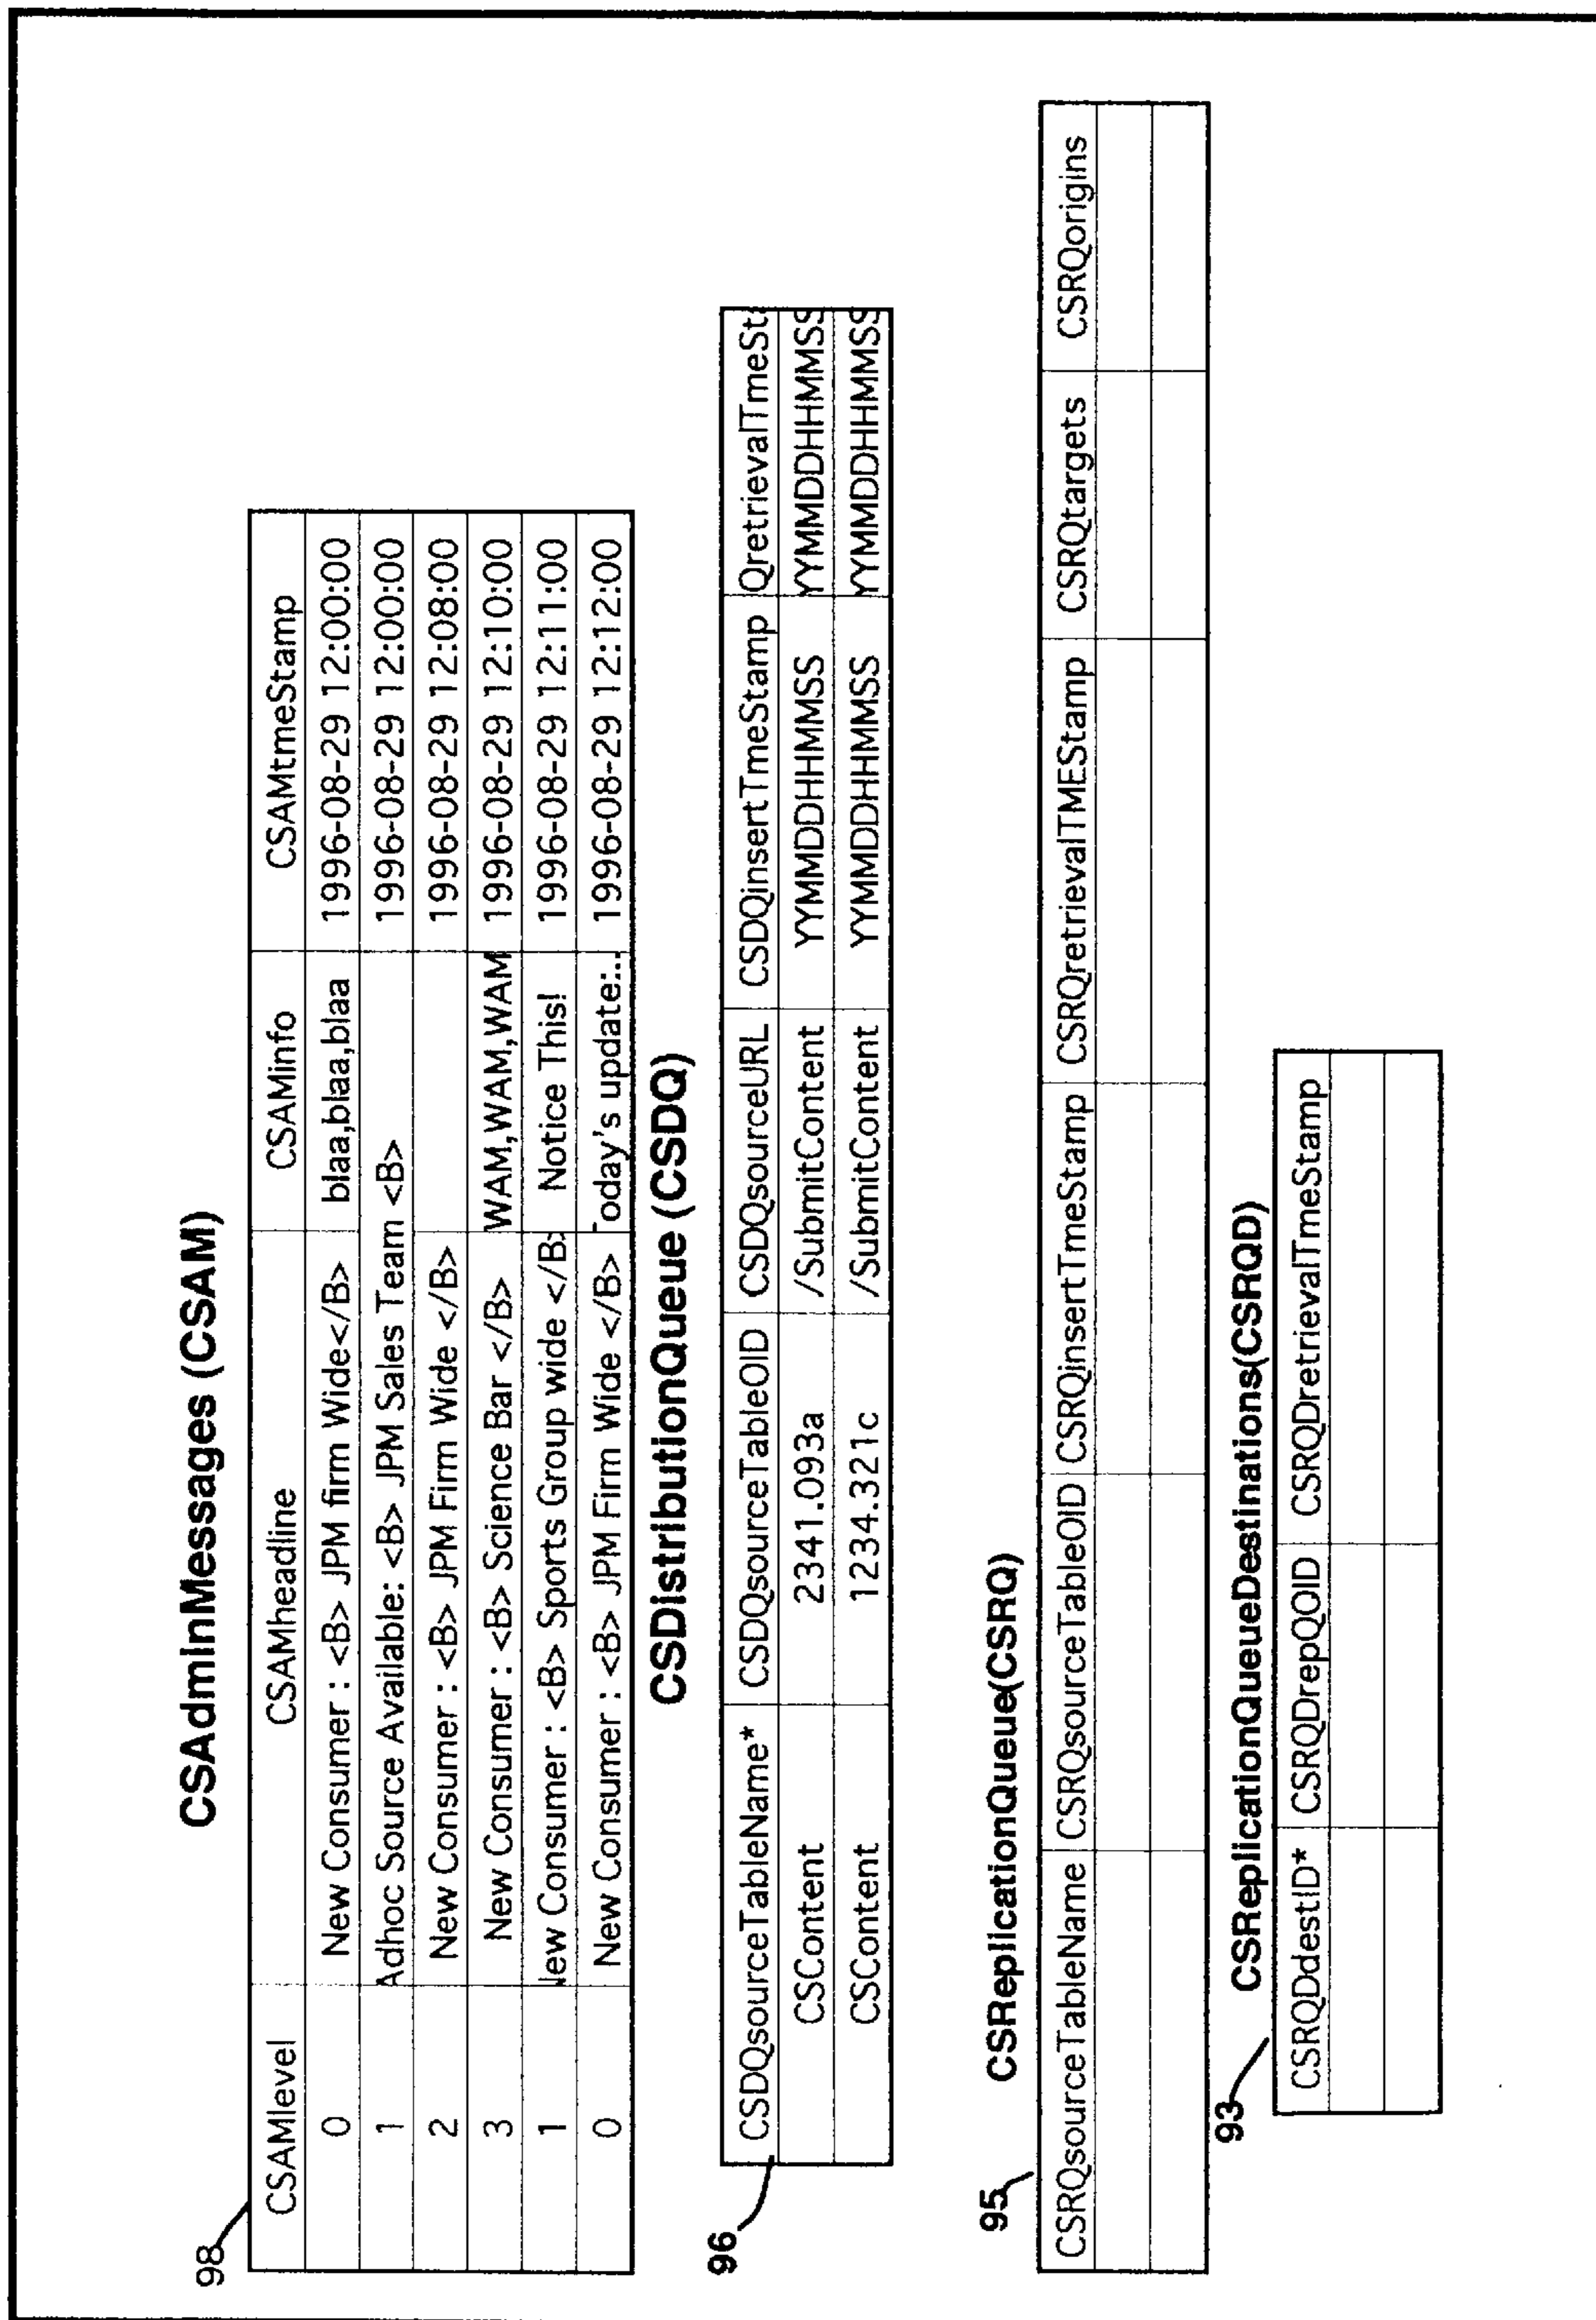 CSAdminMessages (CSAM)
98
CSAMlevel CSAMheadline CSAMinfo CSAMtmeStamp
0 New Consumer : <B> JPM firm Wide</B> blaa,blaa,blaa 1996-08-29 12:00:00
1 Adhoc Source Available: <B> JPM Sales Team <B> 1996-08-29 12:00:00
2 New Consumer : <B> JPM Firm Wide </B> 1996-08-29 12:08:00
3 New Consumer : <B> Science Bar </B> WAM,WAM,WAM 1996-08-29 12:10:00
1 New Consumer : <B> Sports Group wide </B> Notice This! 1996-08-29 12:11:00
0 New Consumer : <B> JPM Firm Wide </B> Today's update:.. 1996-08-29 12:12:00
CSDistributionQueue (CSDQ)
96
CSDQsourceTableName* CSDQsourceTableOID CSDQsourceURL CSDQinsertTmeStamp QretrievalTmeSt
CSContent 2341.093a /SubmitContent YYMMDDHHMMSS YYMMDDHHMMSS
CSContent 1234.321c /SubmitContent YYMMDDHHMMSS YYMMDDHHMMSS
CSReplicationQueue(CSRQ)
95
CSRQsourceTableName CSRQsourceTableOID CSRQinsertTmeStamp CSRQretrievalTMEStamp CSRQtargets CSRQorigins
CSReplicationQueueDestinations(CSRQD)
93
CSRQDdestID* CSRQDrepQOID CSRQDretrievalTmeStamp